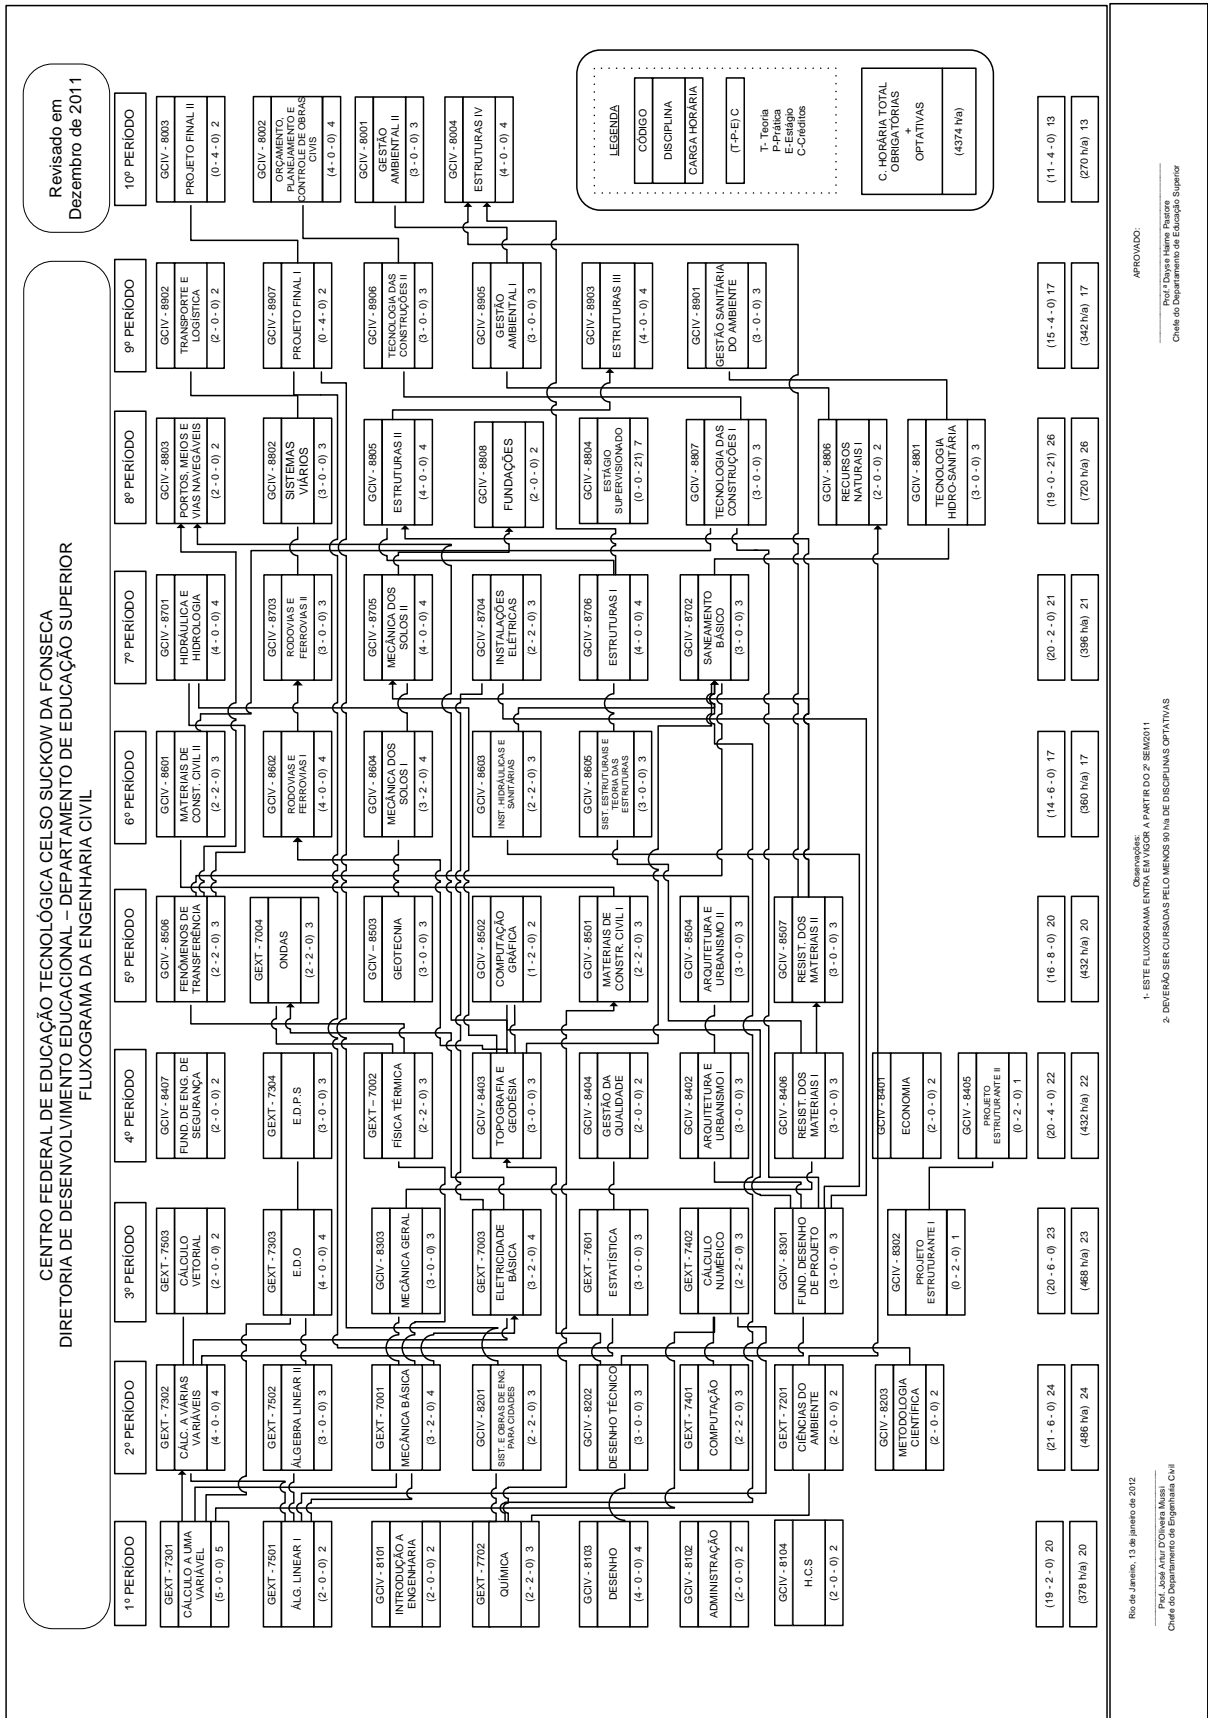 CENTRO FEDERAL DE EDUCAÇÃO TECNOLÓGICA CELSO SUCKOW DA FONSECA
DIRETORIA DE DESENVOLVIMENTO EDUCACIONAL – DEPARTAMENTO DE EDUCAÇÃO SUPERIOR
FLUXOGRAMA DA ENGENHARIA CIVIL
Revisado em
Dezembro de 2011
1º PERÍODO
GEXT - 7301
CÁLCULO A UMA
VARIÁVEL
(5 - 0 - 0) 5
GEXT - 7501
ÁLG. LINEAR I
(2 - 0 - 0) 2
GCIV - 8101
INTRODUÇÃO A
ENGENHARIA
(2 - 0 - 0) 2
GEXT - 7702
QUÍMICA
(2 - 2 - 0) 3
GCIV - 8103
DESENHO
(4 - 0 - 0) 4
GCIV - 8102
ADMINISTRAÇÃO
(2 - 0 - 0) 2
GCIV - 8104
H.C.S
(2 - 0 - 0) 2
(19 - 2 - 0) 20
(378 h/a) 20
2º PERÍODO
GEXT - 7302
CÁLC. A VÁRIAS
VARIÁVEIS
(4 - 0 - 0) 4
GEXT - 7502
ÁLGEBRA LINEAR II
(3 - 0 - 0) 3
GEXT - 7001
MECÂNICA BÁSICA
(3 - 2 - 0) 4
GCIV - 8201
SIST. E OBRAS DE ENG.
PARA CIDADES
(2 - 2 - 0) 3
GCIV - 8202
DESENHO TÉCNICO
(3 - 0 - 0) 2
GEXT - 7401
COMPUTAÇÃO
(2 - 2 - 0) 3
GEXT - 7201
CIÊNCIAS DO
AMBIENTE
(2 - 0 - 0) 2
GCIV - 8203
METODOLOGIA
CIENTÍFICA
(2 - 0 - 0) 2
(21 - 6 - 0) 24
(486 h/a) 24
3º PERÍODO
GEXT - 7503
CÁLCULO
VETORIAL
(2 - 0 - 0) 2
GEXT - 7303
E.D.O
(4 - 0 - 0) 4
GCIV - 8303
MECÂNICA GERAL
(3 - 0 - 0) 3
GEXT - 7003
ELETRICIDADE
BÁSICA
(3 - 2 - 0) 4
GEXT - 7601
ESTATÍSTICA
(3 - 0 - 0) 3
GEXT - 7402
CÁLCULO
NUMÉRICO
(2 - 2 - 0) 3
GCIV - 8301
FUND. DESENHO
DE PROJETO
(3 - 0 - 0) 3
GCIV - 8302
PROJETO
ESTRUTURANTE I
(0 - 2 - 0) 1
(20 - 6 - 0) 23
(468 h/a) 23
4º PERÍODO
GCIV - 8407
FUND. DE ENG. DE
SEGURANÇA
(2 - 0 - 0) 2
GEXT - 7304
E.D.P.S
(3 - 0 - 0) 3
GEXT – 7002
FÍSICA TÉRMICA
(2 - 2 - 0) 3
GCIV - 8403
TOPOGRAFIA E
GEODÉSIA
(3 - 0 - 0) 3
GCIV - 8404
GESTÃO DA
QUALIDADE
(2 - 0 - 0) 2
GCIV - 8402
ARQUITETURA E
URBANISMO I
(2 - 2 - 0) 3
GCIV - 8406
RESIST. DOS
MATERIAIS I
(3 - 0 - 0) 3
GCIV - 8401
ECONOMIA
(2 - 0 - 0) 2
GCIV - 8405
PROJETO
ESTRUTURANTE II
(0 - 2 - 0) 1
(20 - 4 - 0) 22
(432 h/a) 22
5º PERÍODO
GCIV - 8506
FENÔMENOS DE
TRANSFERÊNCIA
(2 - 2 - 0) 3
GEXT - 7004
ONDAS
(2 - 2 - 0) 3
GCIV – 8503
GEOTECNIA
(3 - 0 - 0) 3
GCIV - 8502
COMPUTAÇÃO
GRÁFICA
(1 - 2 - 0) 2
GCIV - 8501
MATERIAIS DE
CONSTR. CIVIL I
(2 - 2 - 0) 3
GCIV - 8504
ARQUITETURA E
URBANISMO II
(3 - 0 - 0) 3
GCIV - 8507
RESIST. DOS
MATERIAIS II
(3 - 0 - 0) 3
(16 - 8 - 0) 20
(432 h/a) 20
6º PERÍODO
GCIV - 8601
MATERIAIS DE
CONST. CIVIL II
(2 - 2 - 0) 3
GCIV - 8602
RODOVIAS E
FERROVIAS I
(4 - 0 - 0) 4
GCIV - 8604
MECÂNICA DOS
SOLOS I
(3 - 2 - 0) 4
GCIV - 8603
INST. HIDRÁULICAS E
SANITÁRIAS
(2 - 2 - 0) 3
GCIV - 8605
SIST. ESTRUTURAIS E
TEORIA DAS
ESTRUTURAS
(3 - 0 - 0) 3
(14 - 6 - 0) 17
(360 h/a) 17
7º PERÍODO
GCIV - 8701
HIDRÁULICA E
HIDROLOGIA
(4 - 0 - 0) 4
GCIV - 8703
RODOVIAS E
FERROVIAS II
(3 - 0 - 0) 3
GCIV - 8705
MECÂNICA DOS
SOLOS II
(4 - 0 - 0) 4
GCIV - 8704
INSTALAÇÕES
ELÉTRICAS
(2 - 2 - 0) 3
GCIV - 8706
ESTRUTURAS I
(4 - 0 - 0) 4
GCIV - 8702
SANEAMENTO
BÁSICO
(3 - 0 - 0) 3
(20 - 2 - 0) 21
(396 h/a) 21
8º PERÍODO
GCIV - 8803
PORTOS, MEIOS E
VIAS NAVEGÁVEIS
(2 - 0 - 0) 2
GCIV - 8802
SISTEMAS
VIÁRIOS
(3 - 0 - 0) 3
GCIV - 8805
ESTRUTURAS II
(4 - 0 - 0) 4
GCIV - 8808
FUNDAÇÕES
(2 - 0 - 0) 2
GCIV - 8804
ESTÁGIO
SUPERVISIONADO
(0 - 0 - 21) 7
GCIV - 8807
TECNOLOGIA DAS
CONSTRUÇÕES I
(3 - 0 - 0) 3
GCIV - 8806
RECURSOS
NATURAIS I
(2 - 0 - 0) 2
GCIV - 8801
TECNOLOGIA
HIDRO-SANITÁRIA
(3 - 0 - 0) 3
(19 - 0 - 21) 26
(720 h/a) 26
9º PERÍODO
GCIV - 8902
TRANSPORTE E
LOGÍSTICA
(2 - 0 - 0) 2
GCIV - 8907
PROJETO FINAL I
(0 - 4 - 0) 2
GCIV - 8906
TECNOLOGIA DAS
CONSTRUÇÕES II
(3 - 0 - 0) 3
GCIV - 8905
GESTÃO
AMBIENTAL I
(3 - 0 - 0) 3
GCIV - 8903
ESTRUTURAS III
(4 - 0 - 0) 4
GCIV - 8901
GESTÃO SANITÁRIA
DO AMBIENTE
(3 - 0 - 0) 3
(15 - 4 - 0) 17
(342 h/a) 17
10º PERÍODO
GCIV - 8003
PROJETO FINAL II
(0 - 4 - 0) 2
GCIV - 8002
ORÇAMENTO,
PLANEJAMENTO E
CONTROLE DE OBRAS
CIVIS
(4 - 0 - 0) 4
GCIV - 8001
GESTÃO
AMBIENTAL II
(3 - 0 - 0) 3
GCIV - 8004
ESTRUTURAS IV
(4 - 0 - 0) 4
LEGENDA
CÓDIGO
DISCIPLINA
CARGA HORÁRIA
(T-P-E) C
T- Teoria
P-Prática
E-Estágio
C-Créditos
C. HORÁRIA TOTAL
OBRIGATÓRIAS
+
OPTATIVAS
(4374 h/a)
(11 - 4 - 0) 13
(270 h/a) 13
Rio de Janeiro, 13 de janeiro de 2012
Prof. José Artur D'Oliveira Mussi
Chefe do Departamento de Engenharia Civil
Observações:
1- ESTE FLUXOGRAMA ENTRA EM VIGOR A PARTIR DO 2º SEM/2011
2- DEVERÃO SER CURSADAS PELO MENOS 90 h/a DE DISCIPLINAS OPTATIVAS
APROVADO:
Prof.ª Dayse Haime Pastore
Chefe do Departamento de Educação Superior